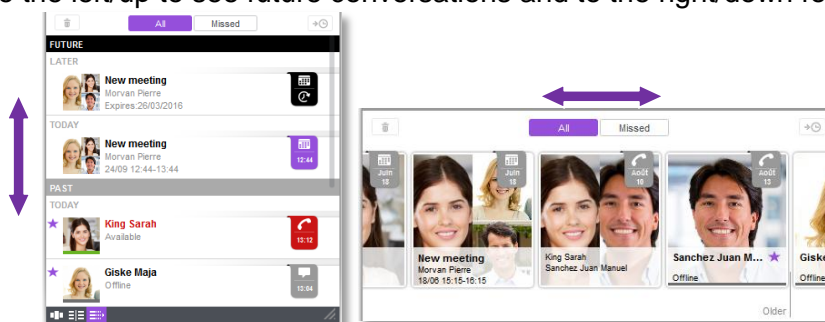 the left/up to see future conversations and to the right/down
All Missed
FUTURE
LATER
New meeting
Morvan Pierre
Expires:26/03/2016
TODAY
New meeting
Morvan Pierre
24/09 12:44-13:44
12:44
PAST
TODAY
King Sarah
Available
13:12
Giske Maja
Offline
13:04
All Missed
Juin
18
New meeting
Morvan Pierre
18/06 15:15-16:15
Juin
18
King Sarah
Sanchez Juan Manuel
Août
18
Sanchez Juan M...
Offline
Août
13
Giske
Offline
Older